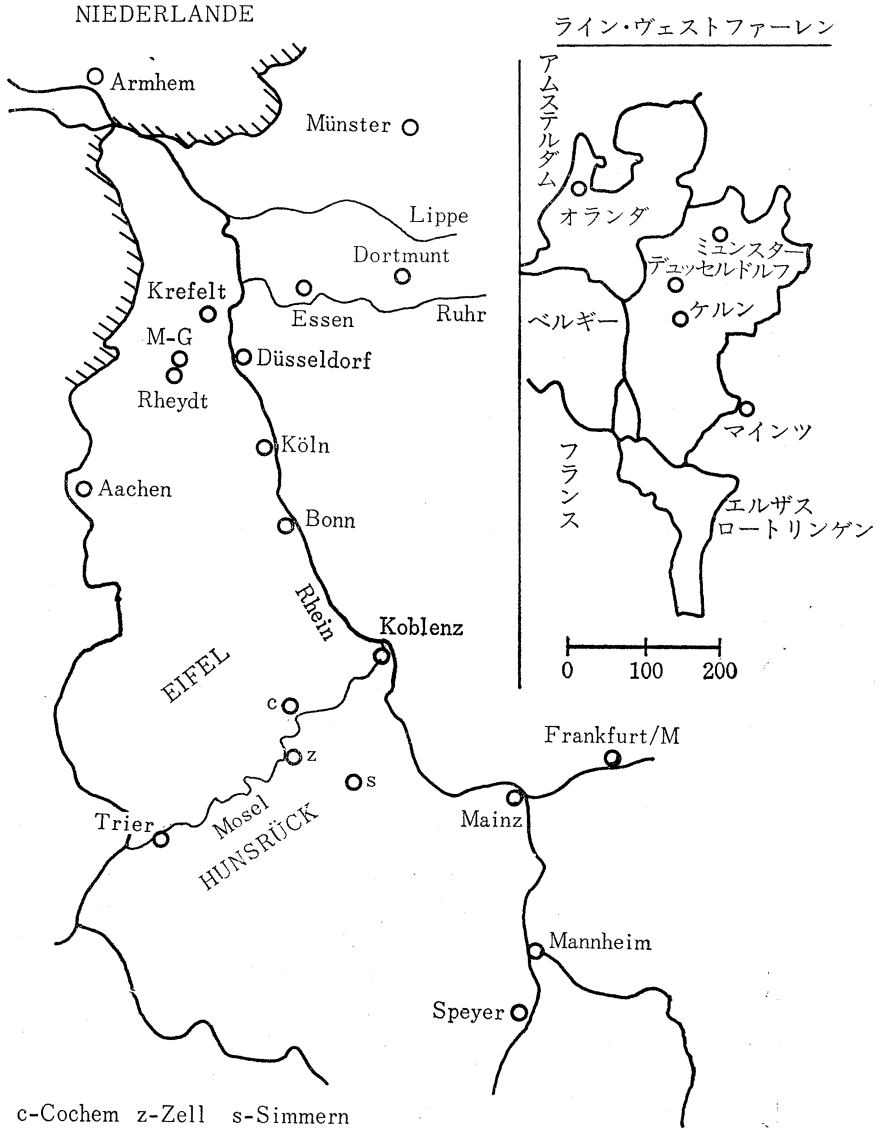 NIEDERLANDE
Armhem
Münster
Lippe
Dortmunt
Krefelt
Essen
Ruhr
M-G
Düsseldorf
Rheydt
Köln
Aachen
Bonn
Rhein
Koblenz
EIFEL
c
z
s
Frankfurt/M
Mainz
Trier
Mosel
HUNSRÜCK
Mannheim
Speyer
c-Cochem z-Zell s-Simmern
ライン・ヴェストファーレン
アムステルダム
オランダ
ミュンスター
デュッセルドルフ
ベルギー
ケルン
マインツ
フランス
エルザス
ロートリンゲン
0 100 200